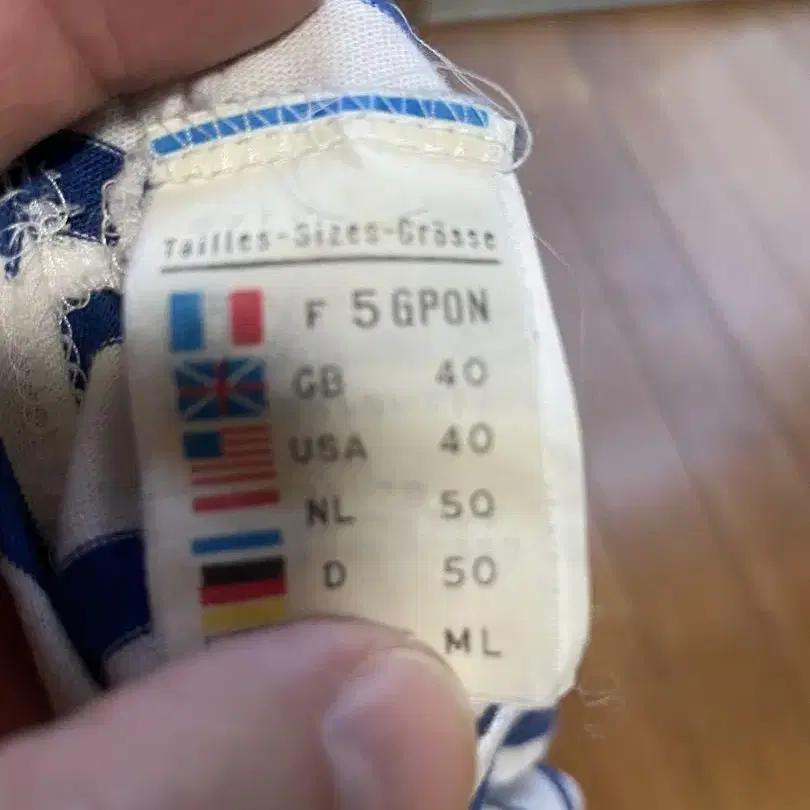 Tailles-Sizes-Grösse
F 5 GPON
GB 40
USA 40
NL 50
D 50
ML